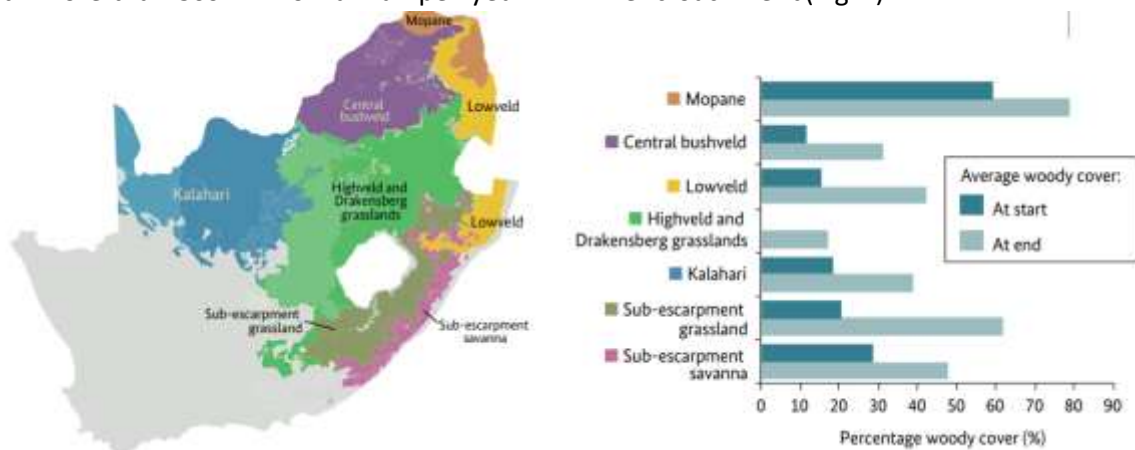 Mopane
Central
bushveld
Lowveld
Kalahari
Highveld and
Drakensberg
grasslands
Lowveld
Sub-escarpment
grassland
Sub-escarpment
savanna
Mopane
Central bushveld
Lowveld
Highveld and
Drakensberg grasslands
Kalahari
Sub-escarpment
grassland
Sub-escarpment
savanna
Average woody cover:
At start
At end
0 10 20 30 40 50 60 70 80 90
Percentage woody cover (%)